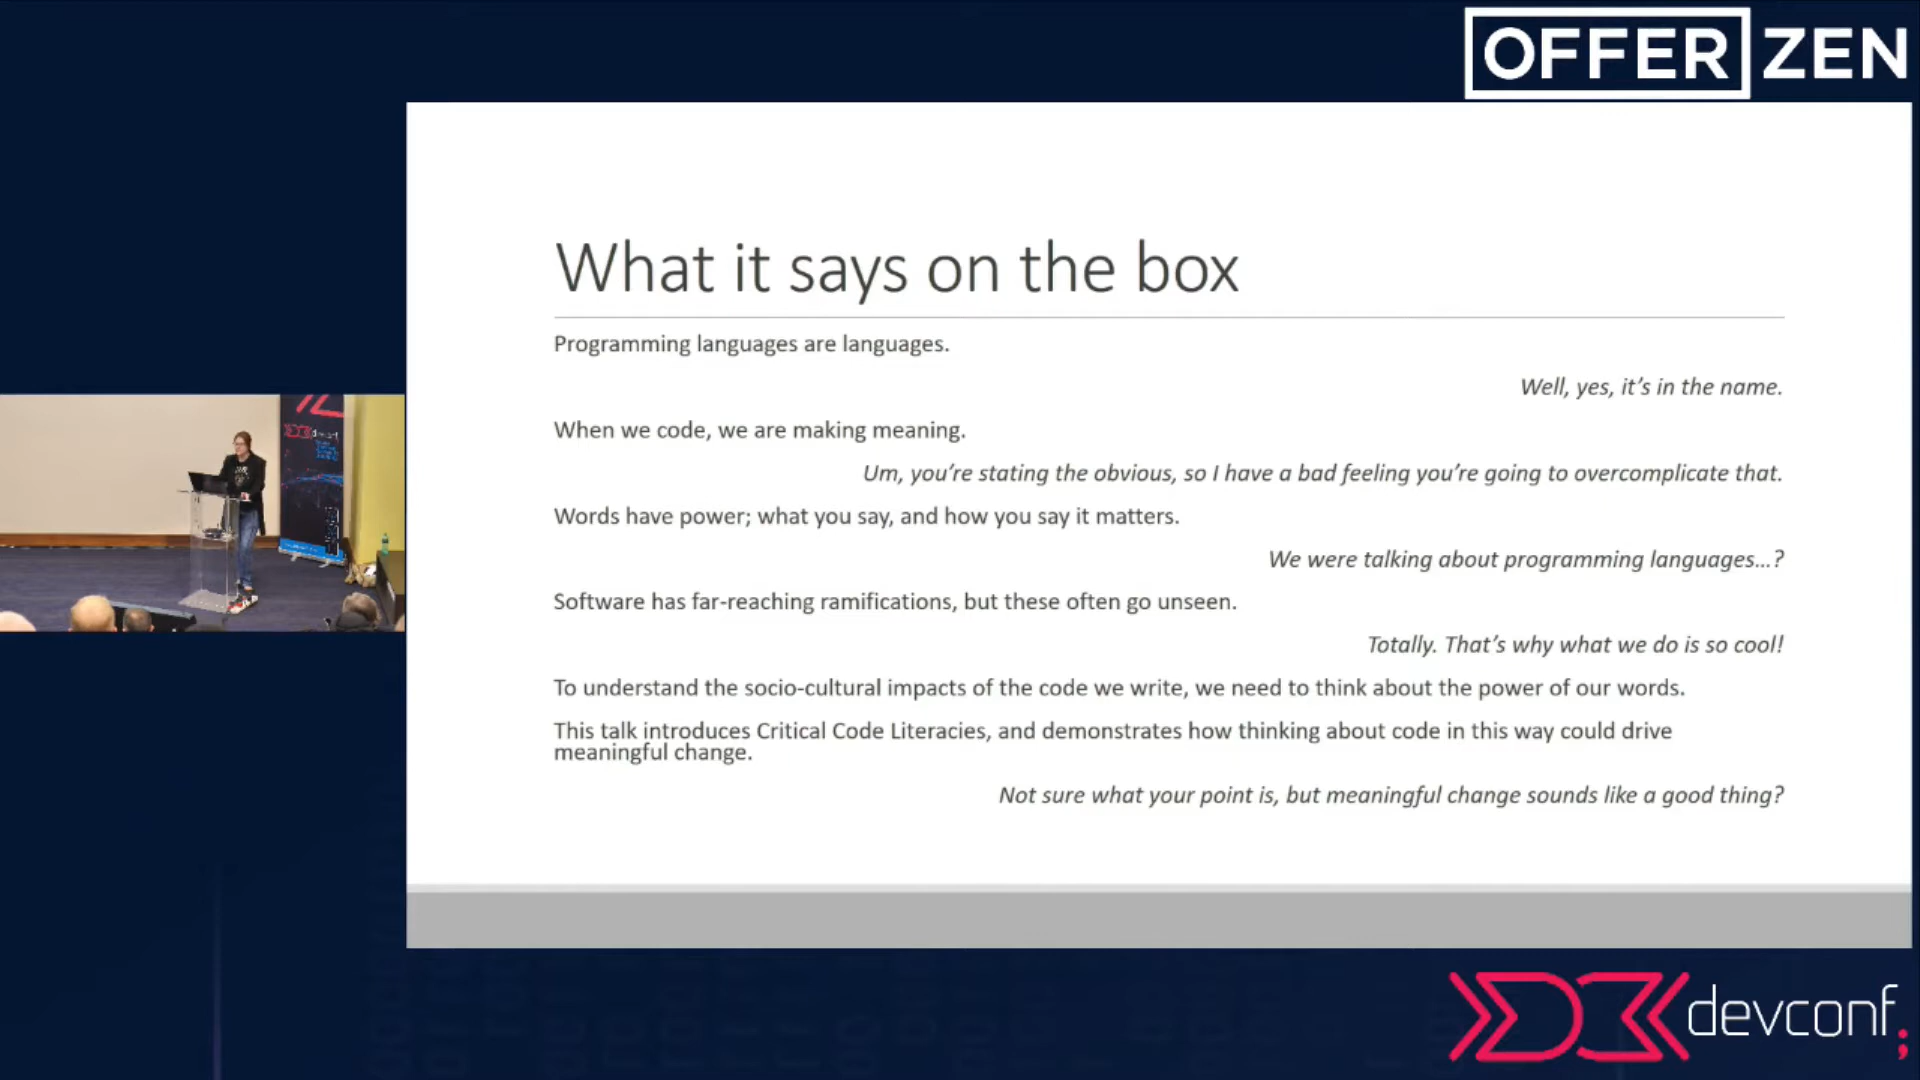 OFFERZEN
What it says on the box
Programming languages are languages.
Well, yes, it's in the name.
When we code, we are making meaning.
Um, you're stating the obvious, so I have a bad feeling you're going to overcomplicate that.
Words have power; what you say, and how you say it matters.
We were talking about programming languages...?
Software has far-reaching ramifications, but these often go unseen.
Totally. That's why what we do is so cool!
To understand the socio-cultural impacts of the code we write, we need to think about the power of our words.
This talk introduces Critical Code Literacies, and demonstrates how thinking about code in this way could drive
meaningful change.
Not sure what your point is, but meaningful change sounds like a good thing?
devconf;